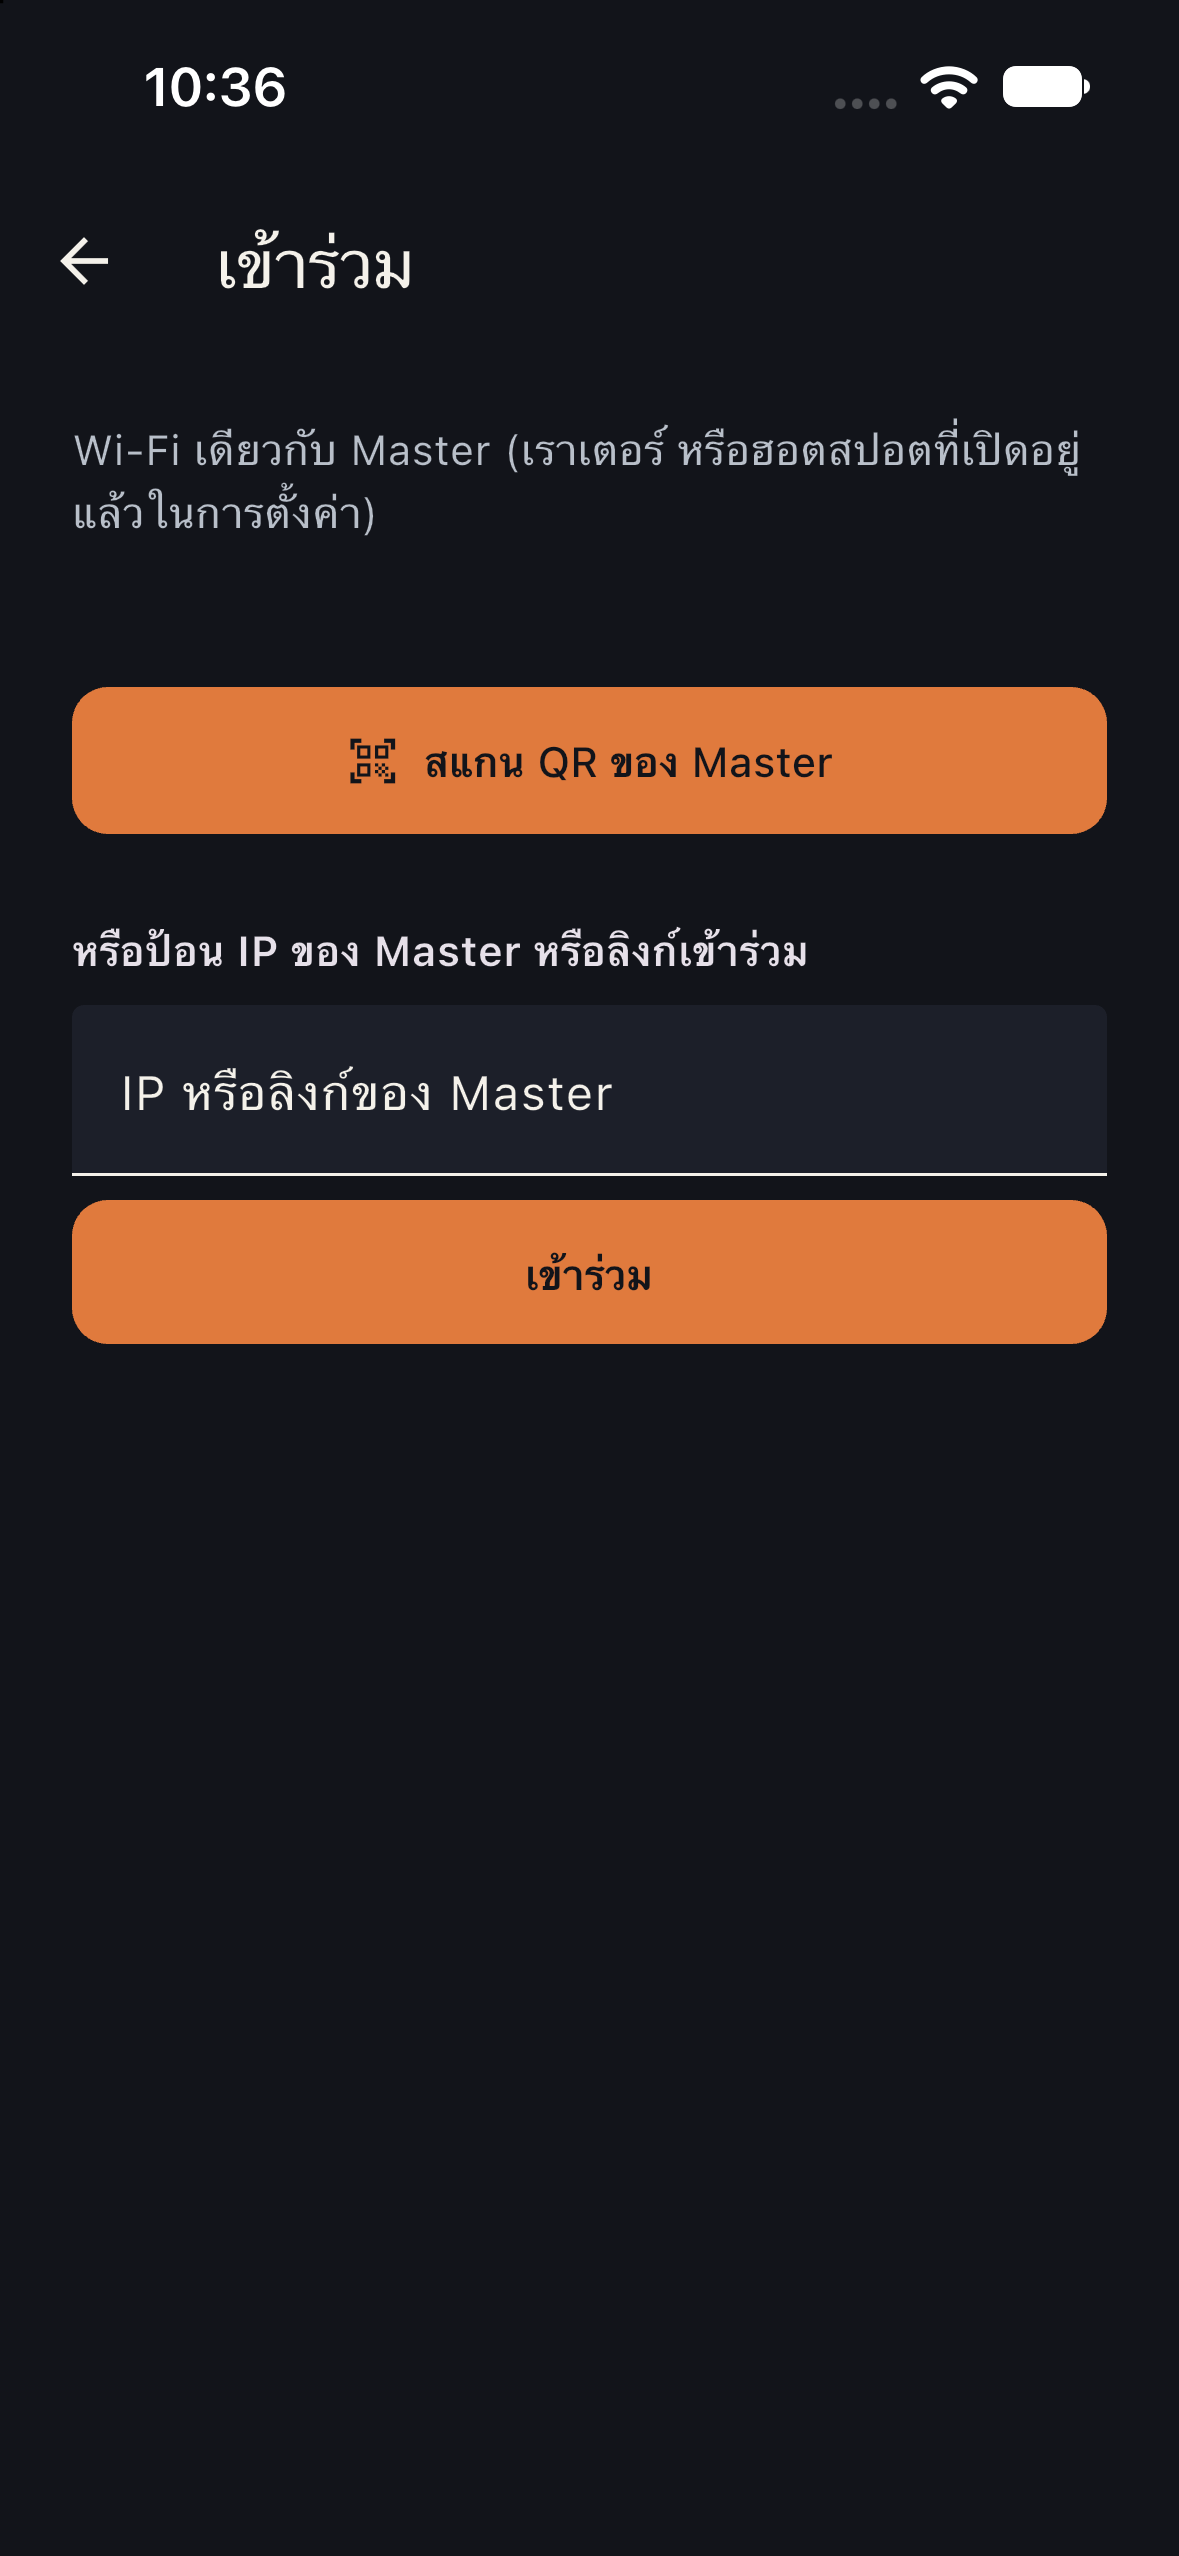 10:36
เข้าร่วม
Wi-Fi เดียวกับ Master (เราเตอร์ หรือฮอตสปอตที่เปิดอยู่
แล้วในการตั้งค่า)
สแกน QR ของ Master
หรือป้อน IP ของ Master หรือลิงก์เข้าร่วม
IP หรือลิงก์ของ Master
เข้าร่วม